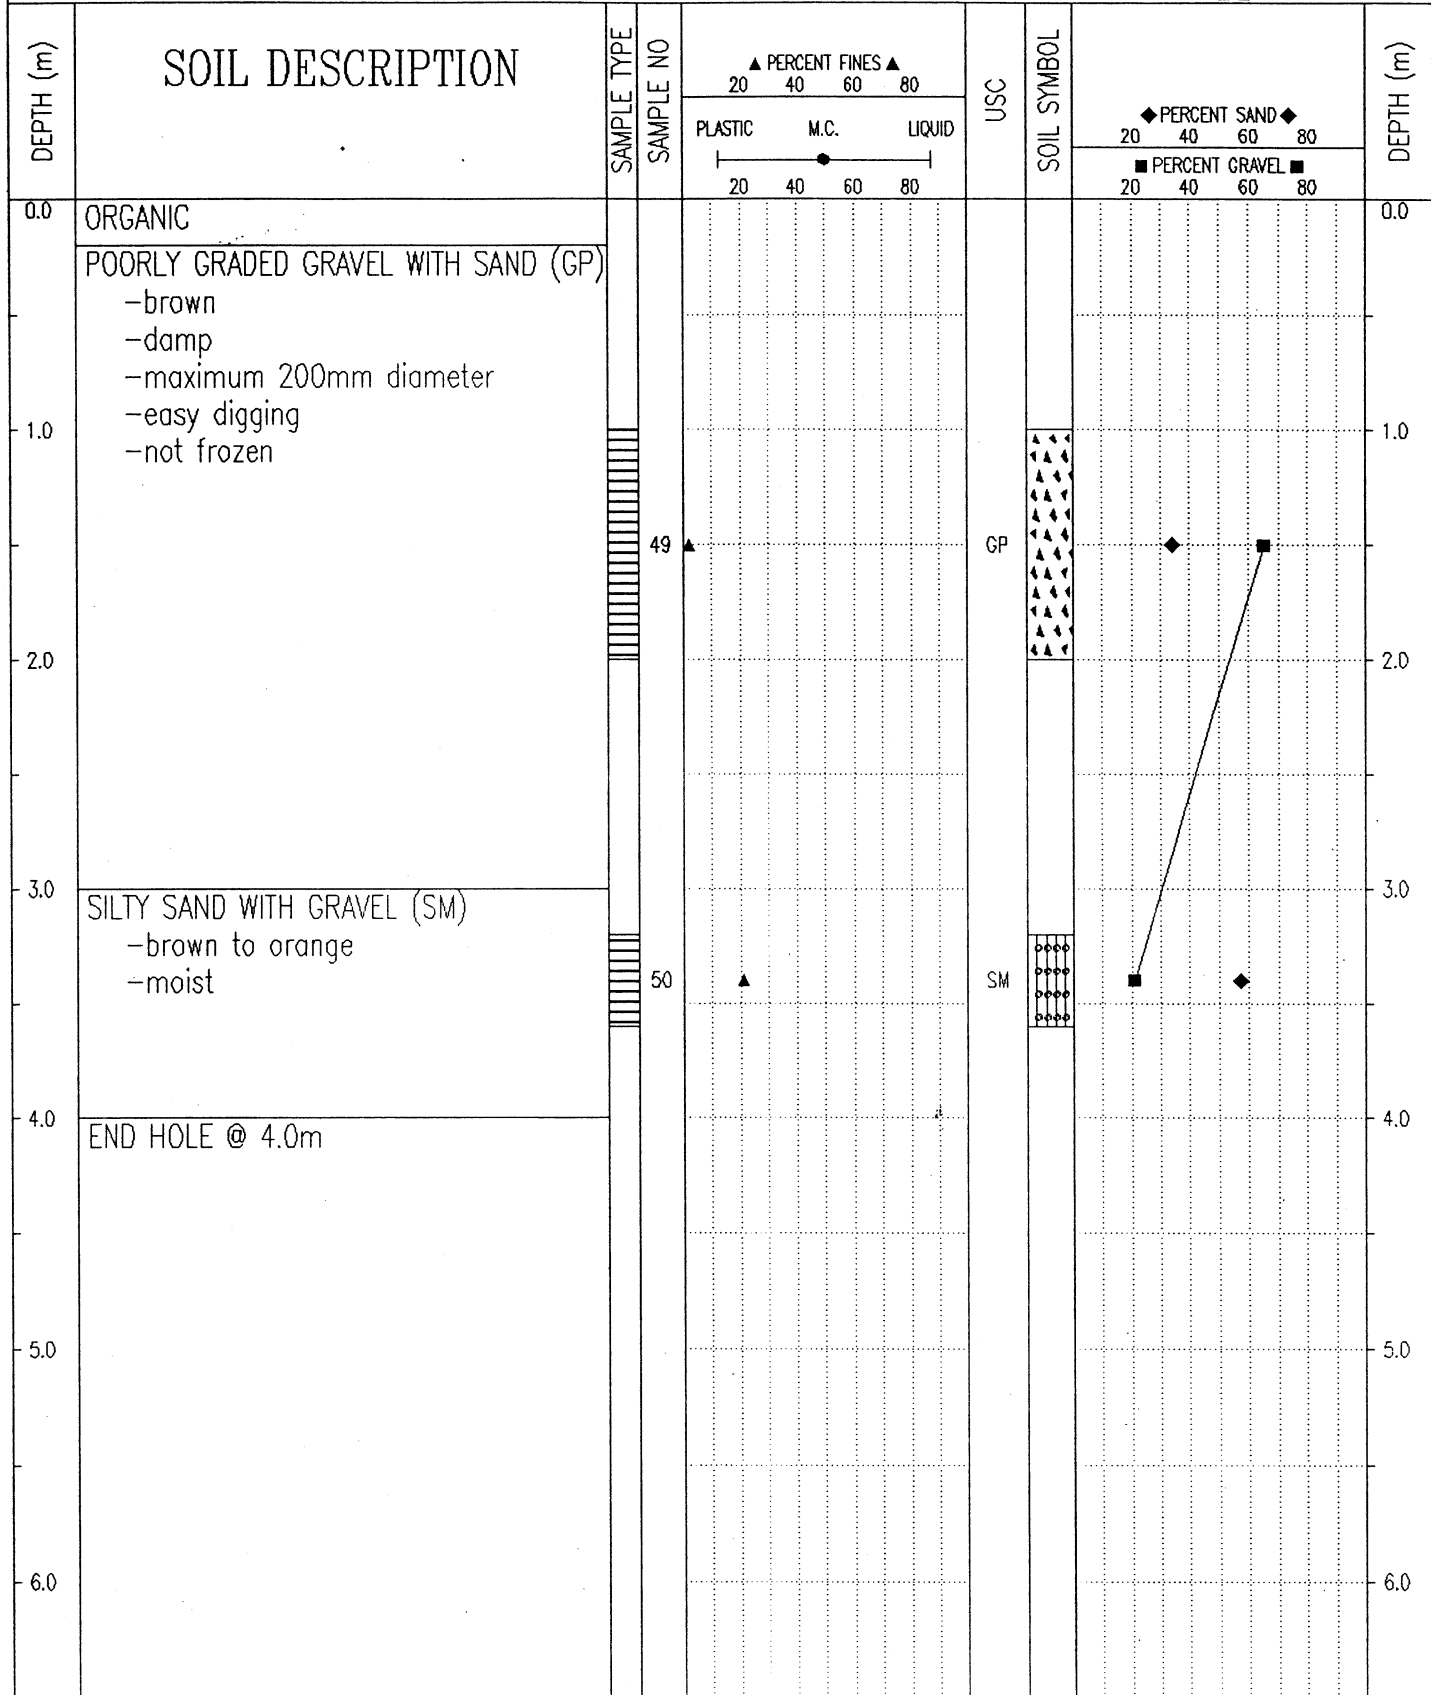 DEPTH (m)
SOIL DESCRIPTION
SAMPLE TYPE
SAMPLE NO
▲ PERCENT FINES ▲
20 40 60 80
PLASTIC M.C. LIQUID
20 40 60 80
USC
SOIL SYMBOL
◆PERCENT SAND◆
20 40 60 80
■ PERCENT GRAVEL ■
20 40 60 80
DEPTH (m)
0.0 ORGANIC 0.0
POORLY GRADED GRAVEL WITH SAND (GP)
-brown
-damp
-maximum 200mm diameter
-easy digging
1.0 1.0
-not frozen
49 GP
2.0 2.0
3.0 3.0
SILTY SAND WITH GRAVEL (SM)
-brown to orange
-moist
50 SM
4.0 4.0
END HOLE @ 4.0m
5.0 5.0
6.0 6.0